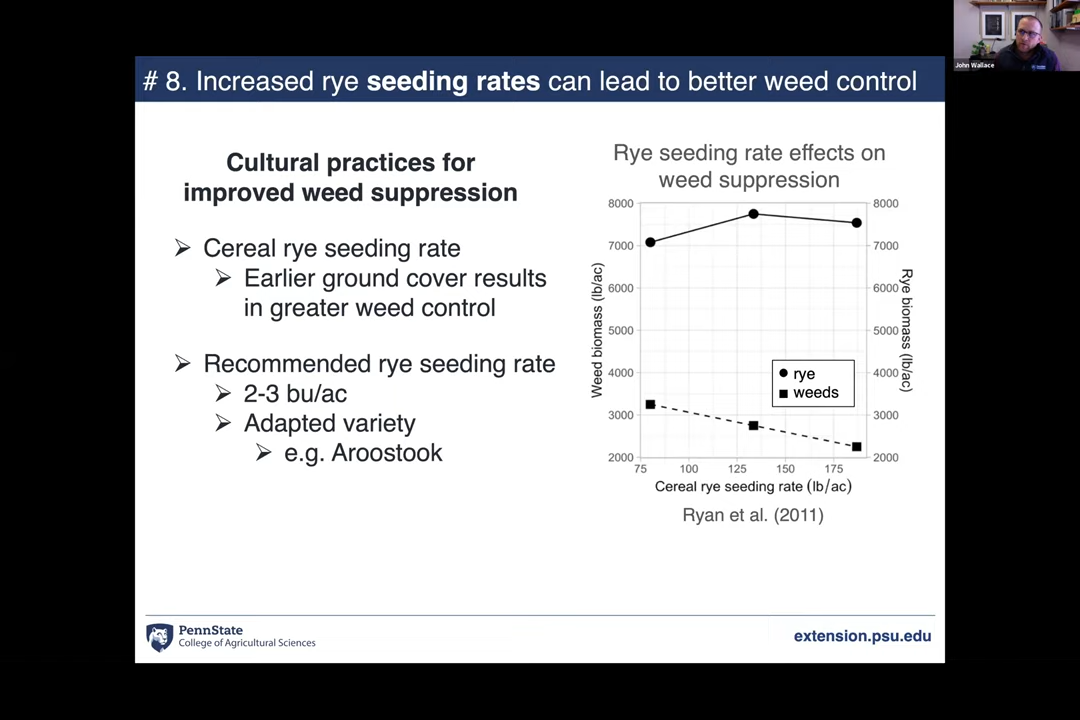 John Wallace
# 8. Increased rye seeding rates can lead to better weed control
Cultural practices for
improved weed suppression
➢ Cereal rye seeding rate
➢ Earlier ground cover results
in greater weed control
➢ Recommended rye seeding rate
➢ 2-3 bu/ac
➢ Adapted variety
➢ e.g. Aroostook
Rye seeding rate effects on
weed suppression
8000
7000
6000
5000
4000
3000
2000
Weed biomass (lb/ac)
rye
weeds
8000
7000
6000
5000
4000
3000
2000
Rye biomass (lb/ac)
75 100 125 150 175
Cereal rye seeding rate (lb/ac)
Ryan et al. (2011)
PennState
College of Agricultural Sciences
extension.psu.edu